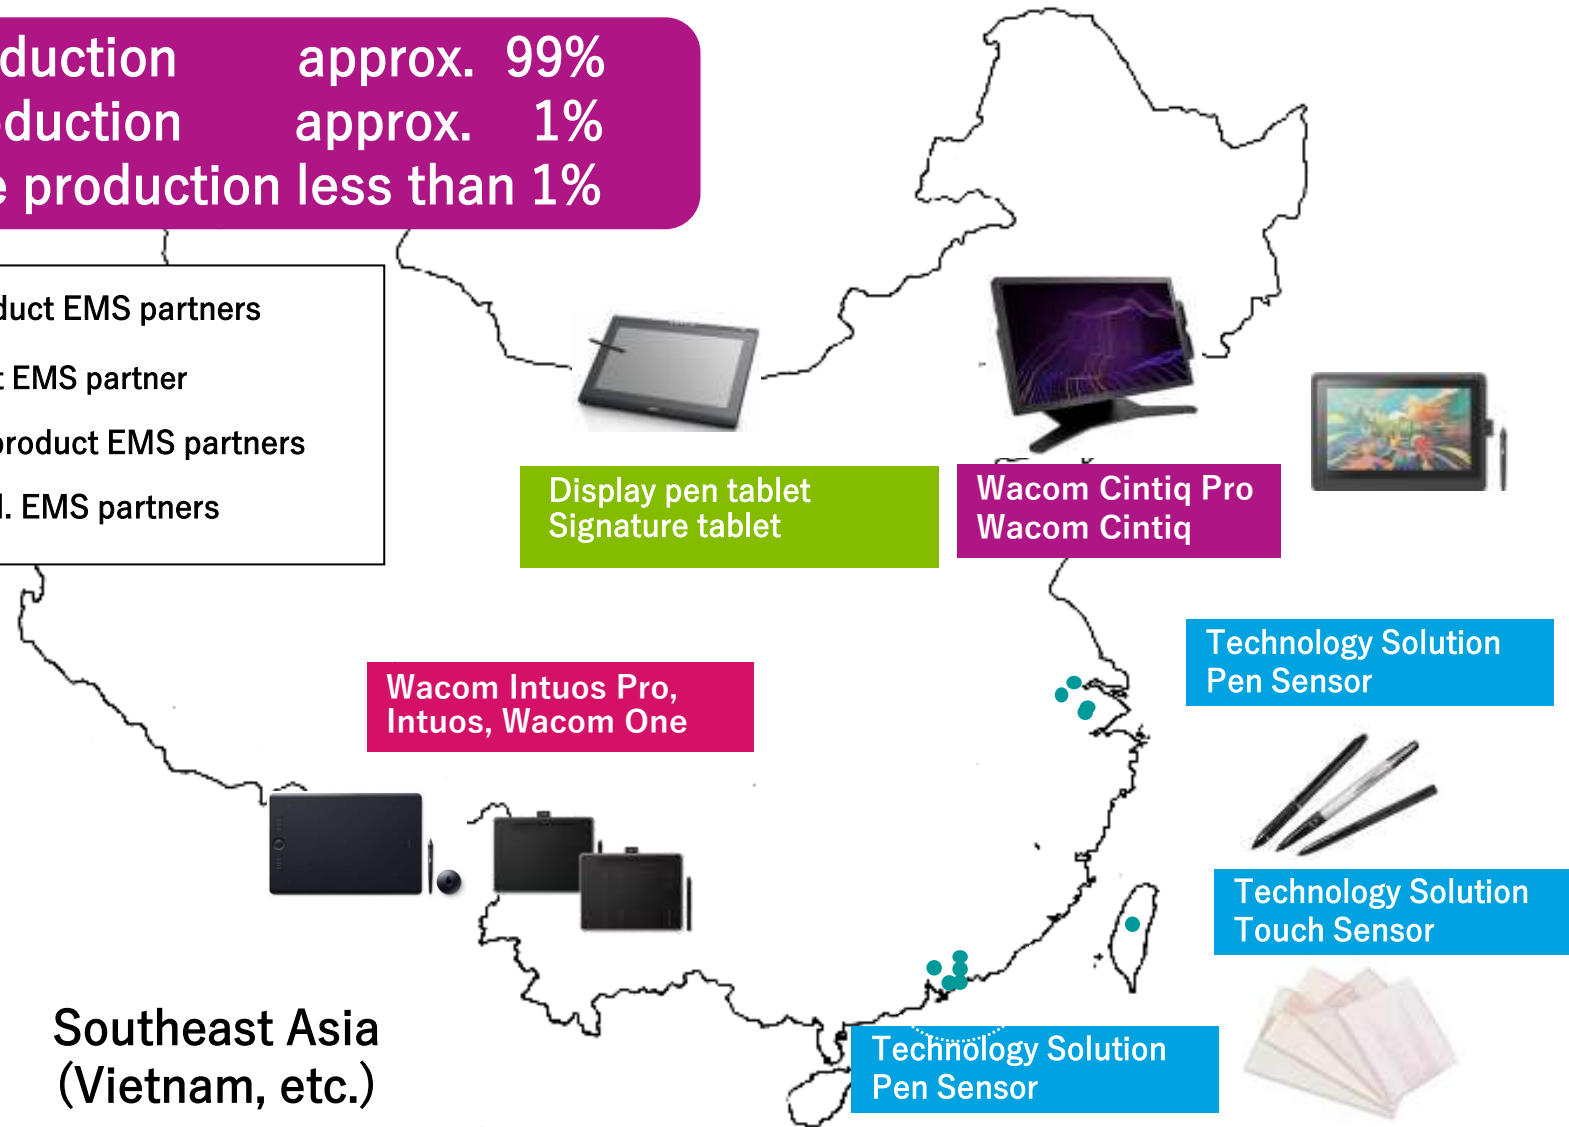 duction approx. 99%
duction approx. 1%
e production less than 1%
duct EMS partners
t EMS partner
product EMS partners
l. EMS partners
Display pen tablet
Signature tablet
Wacom Cintiq Pro
Wacom Cintiq
Technology Solution
Pen Sensor
Wacom Intuos Pro,
Intuos, Wacom One
Technology Solution
Touch Sensor
Southeast Asia
(Vietnam, etc.)
Technology Solution
Pen Sensor